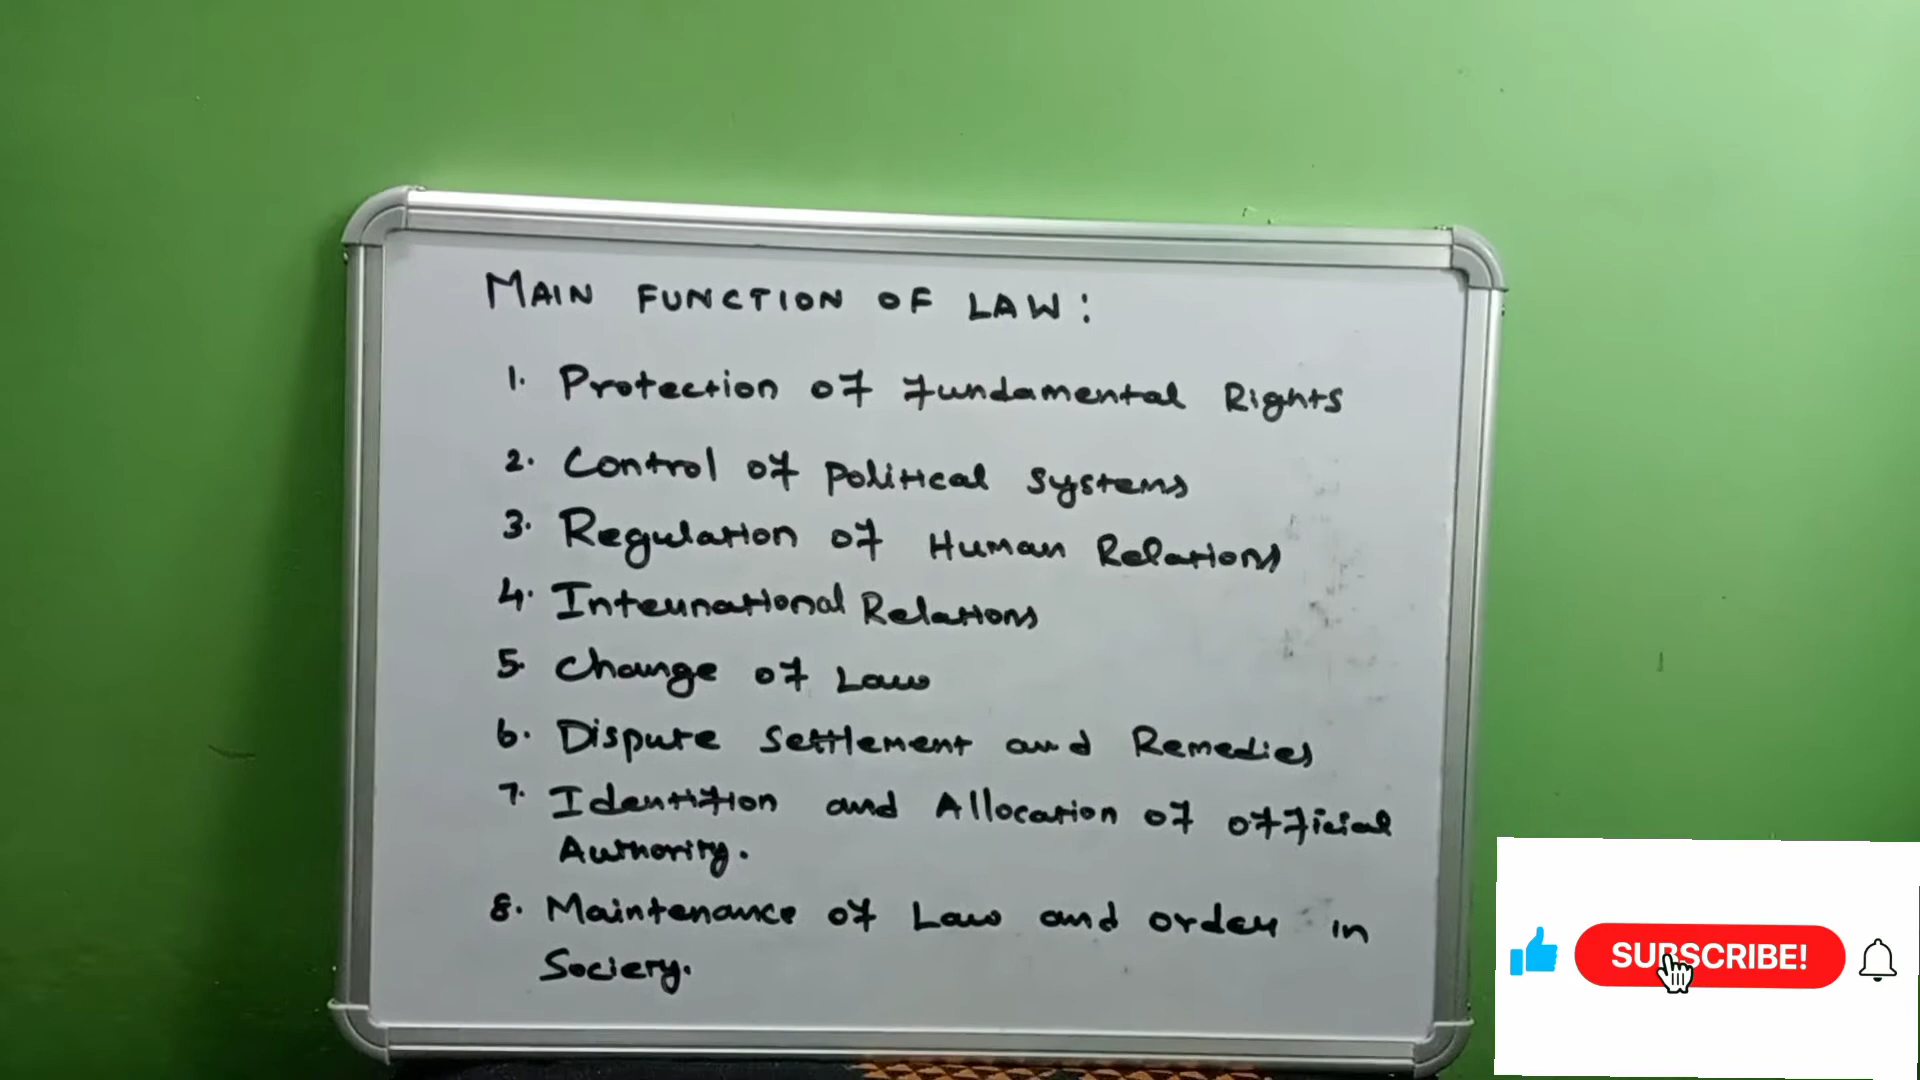 MAIN FUNCTION OF LAW:
1. Protection of fundamental Rights
2. Control of political systems
3. Regulation of Human Relations
4. International Relations
5. Change of Law
6. Dispute Settlement and Remedies
7. Identiftion and Allocation of official
Authority.
8. Maintenance of Law and order in
Society.
SUBSCRIBE!